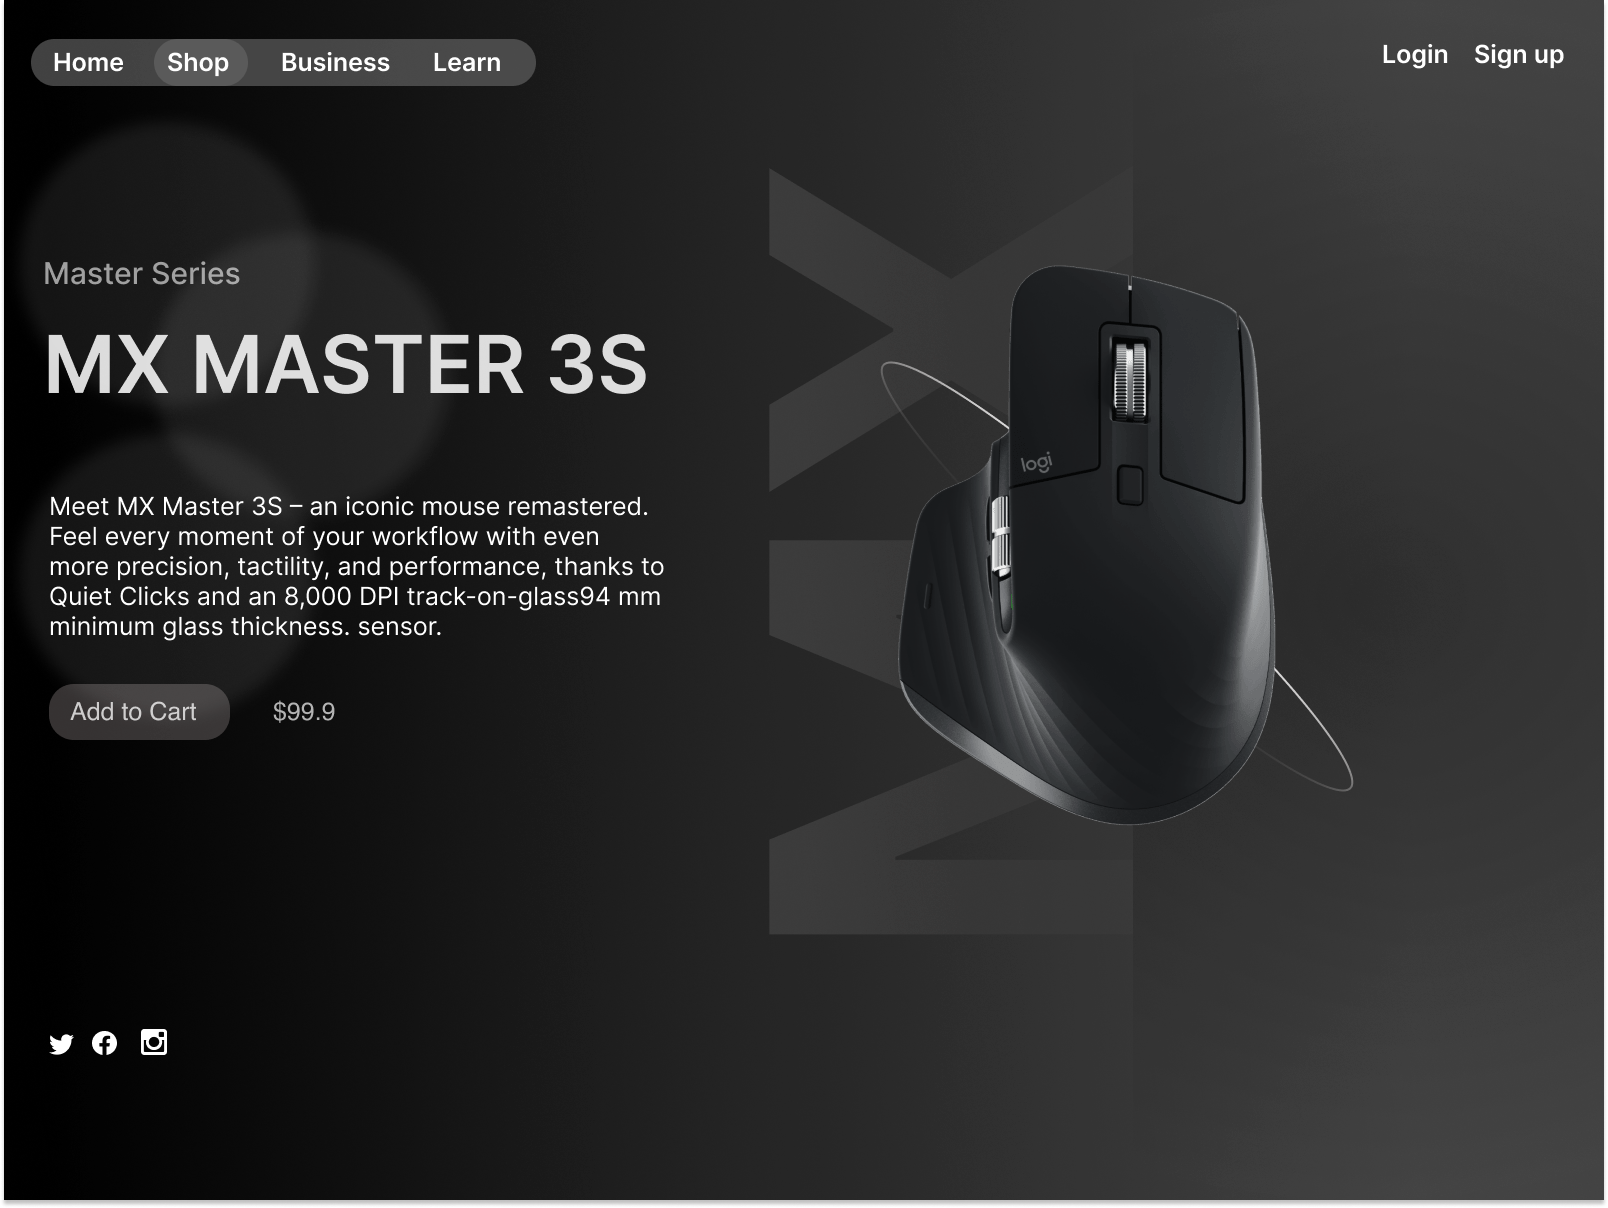 Home Shop Business Learn
Login Sign up
Master Series
MX MASTER 3S
Meet MX Master 3S – an iconic mouse remastered.
Feel every moment of your workflow with even
more precision, tactility, and performance, thanks to
Quiet Clicks and an 8,000 DPI track-on-glass94 mm
minimum glass thickness. sensor.
Add to Cart $99.9
MX
logi